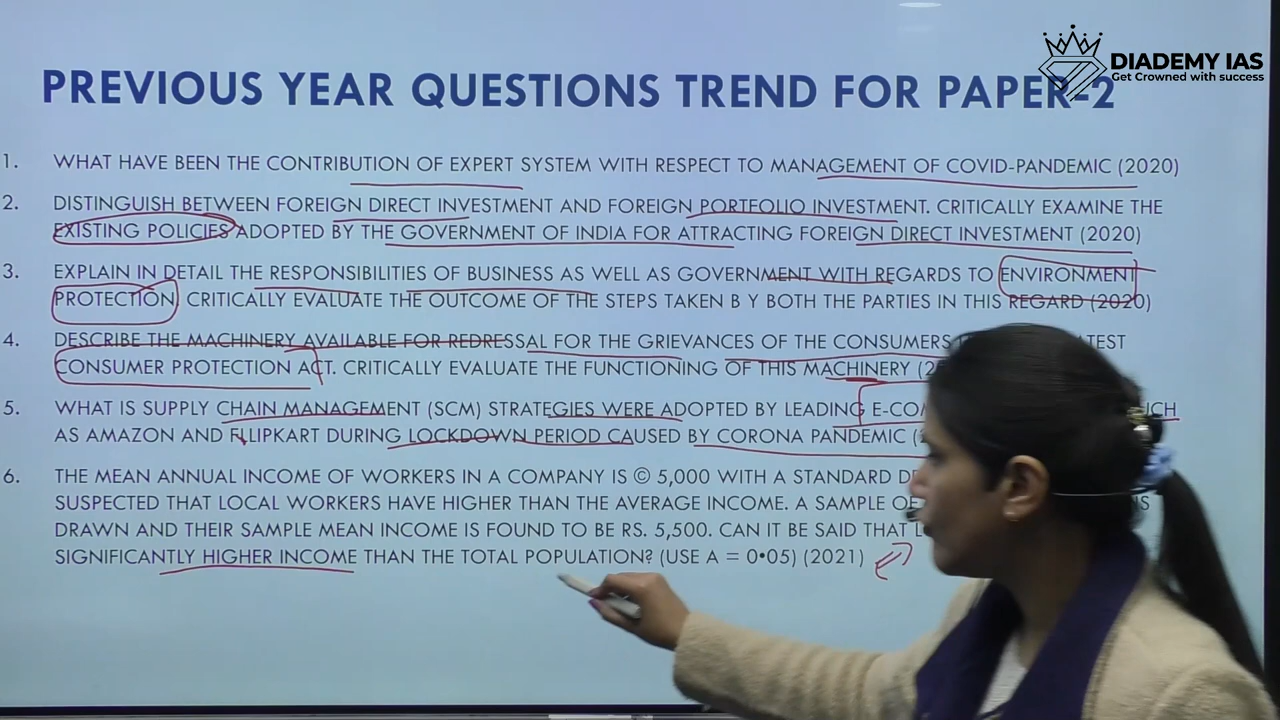 DIADEMY IAS
Get Crowned with success
PREVIOUS YEAR QUESTIONS TREND FOR PAPER-2
1. WHAT HAVE BEEN THE CONTRIBUTION OF EXPERT SYSTEM WITH RESPECT TO MANAGEMENT OF COVID-PANDEMIC (2020)
2. DISTINGUISH BETWEEN FOREIGN DIRECT INVESTMENT AND FOREIGN PORTFOLIO INVESTMENT. CRITICALLY EXAMINE THE
EXISTING POLICIES ADOPTED BY THE GOVERNMENT OF INDIA FOR ATTRACTING FOREIGN DIRECT INVESTMENT (2020)
3. EXPLAIN IN DETAIL THE RESPONSIBILITIES OF BUSINESS AS WELL AS GOVERNMENT WITH REGARDS TO ENVIRONMENT
PROTECTION. CRITICALLY EVALUATE THE OUTCOME OF THE STEPS TAKEN B Y BOTH THE PARTIES IN THIS REGARD (2020)
4. DESCRIBE THE MACHINERY AVAILABLE FOR REDRESSAL FOR THE GRIEVANCES OF THE CONSUMERS
CONSUMER PROTECTION ACT. CRITICALLY EVALUATE THE FUNCTIONING OF THIS MACHINERY
5. WHAT IS SUPPLY CHAIN MANAGEMENT (SCM) STRATEGIES WERE ADOPTED BY LEADING
AS AMAZON AND FLIPKART DURING LOCKDOWN PERIOD CAUSED BY CORONA PANDEMIC
6. THE MEAN ANNUAL INCOME OF WORKERS IN A COMPANY IS © 5,000 WITH A STANDARD
SUSPECTED THAT LOCAL WORKERS HAVE HIGHER THAN THE AVERAGE INCOME. A SAMPLE OF
DRAWN AND THEIR SAMPLE MEAN INCOME IS FOUND TO BE RS. 5,500. CAN IT BE SAID THAT
SIGNIFICANTLY HIGHER INCOME THAN THE TOTAL POPULATION? (USE A = 0•05) (2021)